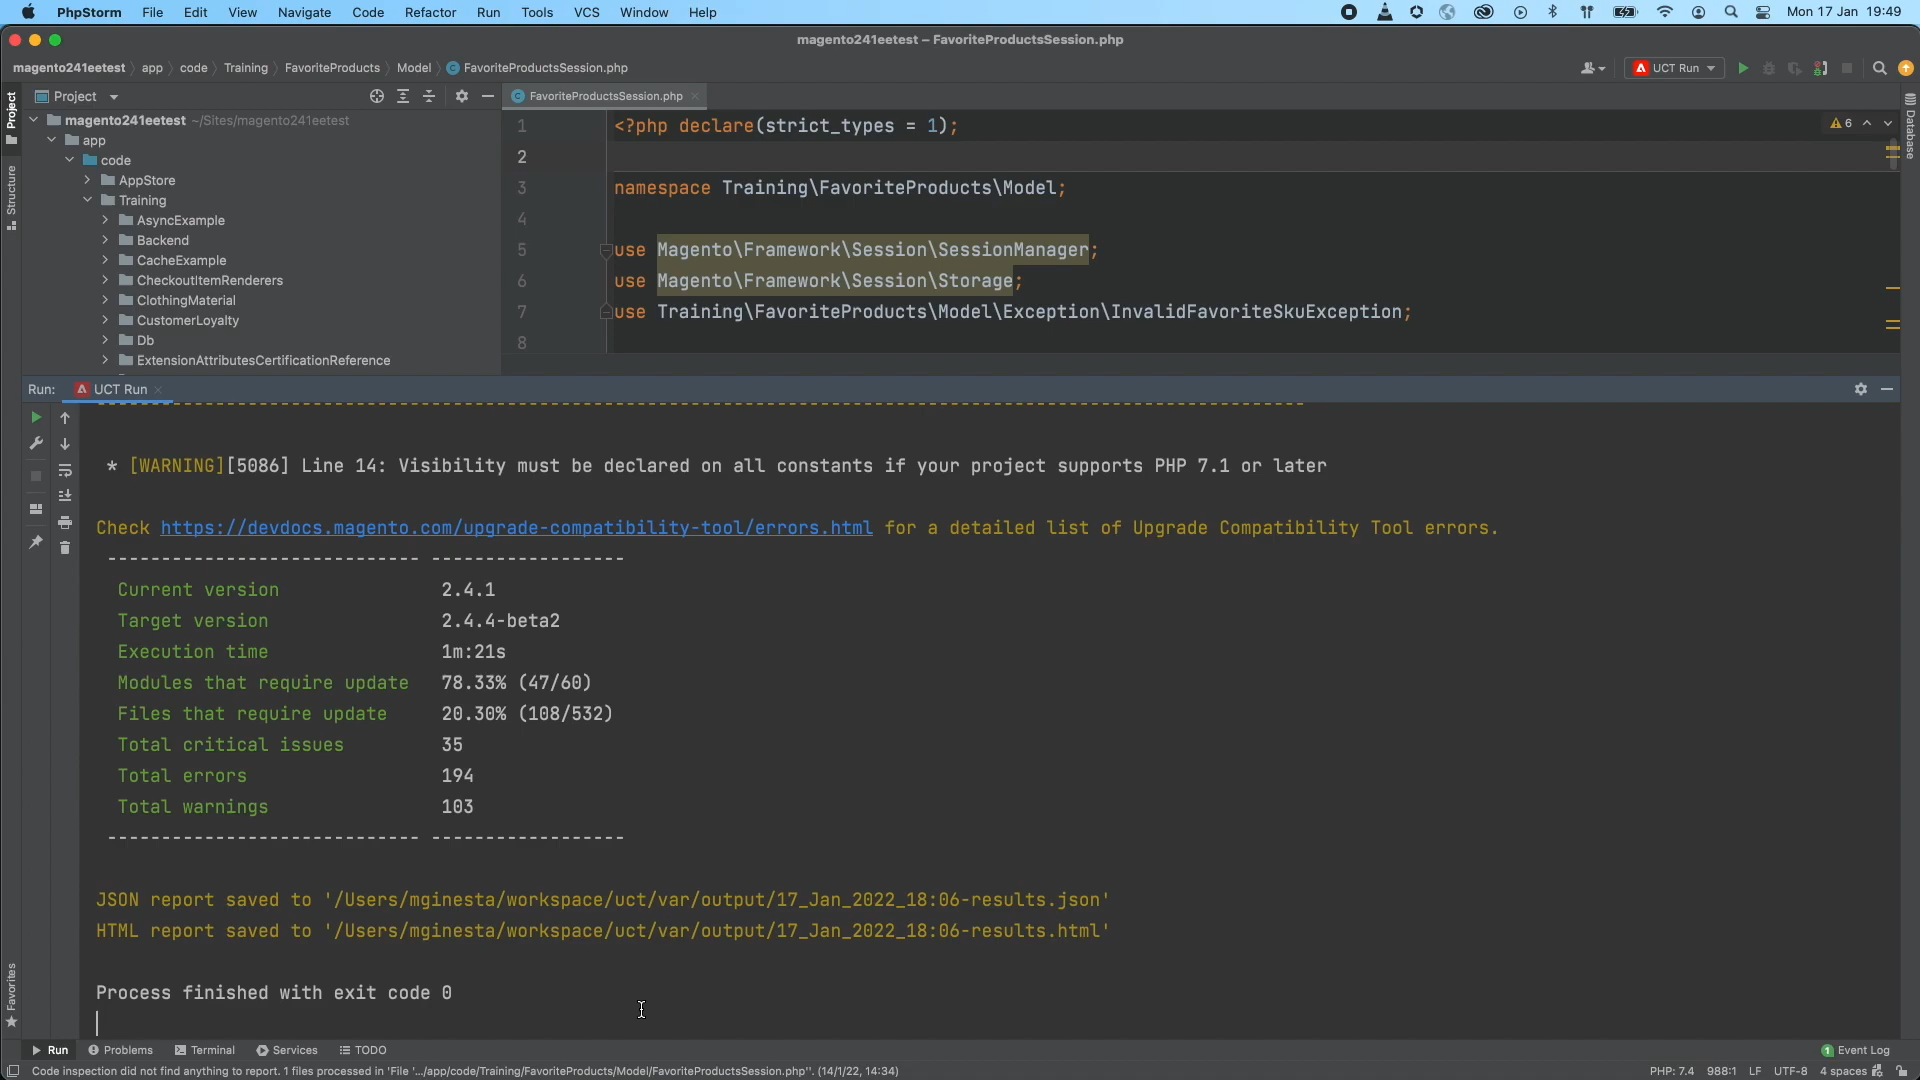 PhpStorm File Edit View Navigate Code Refactor Run Tools VCS Window Help Mon 17 Jan 19:49
magento241eetest – FavoriteProductsSession.php
magento241eetest app code Training FavoriteProducts Model FavoriteProductsSession.php UCT Run
Project
Structure
Favorites
Database
Project
magento241eetest ~/Sites/magento241eetest
app
code
AppStore
Training
AsyncExample
Backend
CacheExample
CheckoutItemRenderers
ClothingMaterial
CustomerLoyalty
Db
ExtensionAttributesCertificationReference
FavoriteProductsSession.php
6
1 <?php declare(strict_types = 1);
2
3 namespace Training\FavoriteProducts\Model;
4
5 use Magento\Framework\Session\SessionManager;
6 use Magento\Framework\Session\Storage;
7 use Training\FavoriteProducts\Model\Exception\InvalidFavoriteSkuException;
8
Run: UCT Run
* [WARNING][5086] Line 14: Visibility must be declared on all constants if your project supports PHP 7.1 or later
Check https://devdocs.magento.com/upgrade-compatibility-tool/errors.html for a detailed list of Upgrade Compatibility Tool errors.
Current version 2.4.1
Target version 2.4.4-beta2
Execution time 1m:21s
Modules that require update 78.33% (47/60)
Files that require update 20.30% (108/532)
Total critical issues 35
Total errors 194
Total warnings 103
JSON report saved to '/Users/mginesta/workspace/uct/var/output/17_Jan_2022_18:06-results.json'
HTML report saved to '/Users/mginesta/workspace/uct/var/output/17_Jan_2022_18:06-results.html'
Process finished with exit code 0
Run Problems Terminal Services TODO 1 Event Log
Code inspection did not find anything to report. 1 files processed in 'File '.../app/code/Training/FavoriteProducts/Model/FavoriteProductsSession.php''. (14/1/22, 14:34) PHP: 7.4 988:1 LF UTF-8 4 spaces